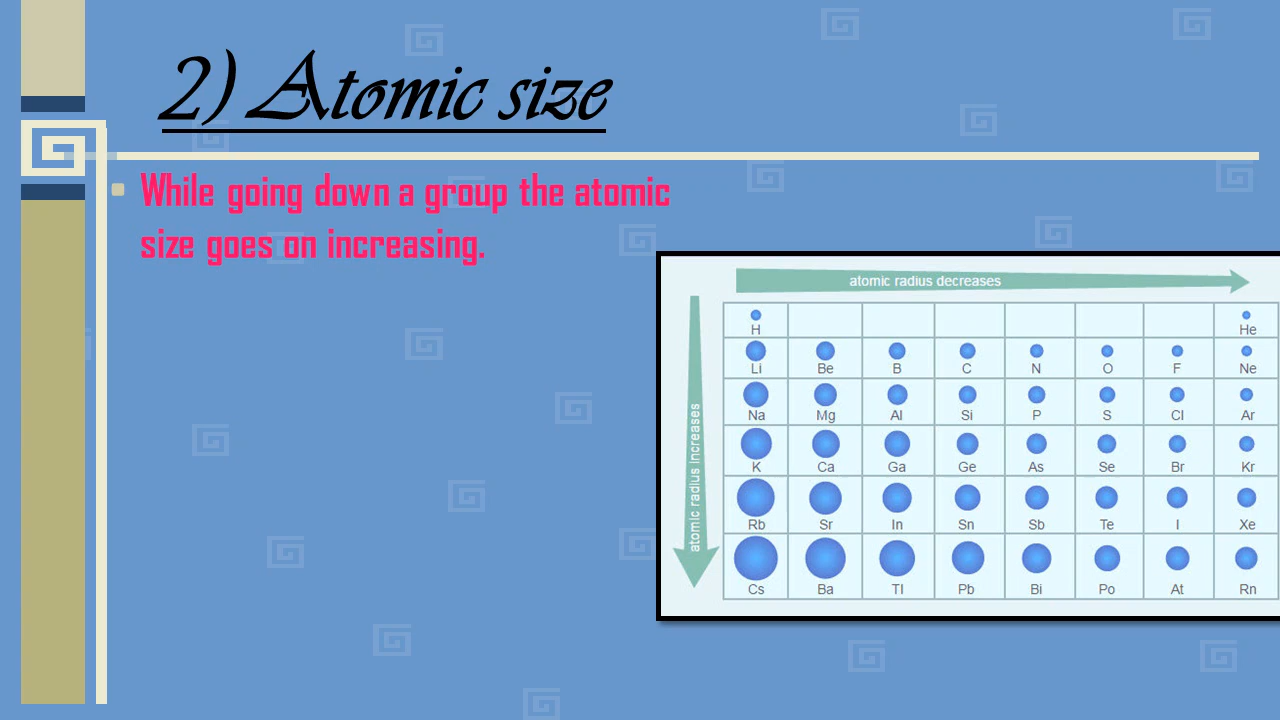 2) Atomic size
While going down a group the atomic
size goes on increasing.
atomic radius decreases
atomic radius increases
H He
Li Be B C N O F Ne
Na Mg Al Si P S Cl Ar
K Ca Ga Ge As Se Br Kr
Rb Sr In Sn Sb Te I Xe
Cs Ba Tl Pb Bi Po At Rn